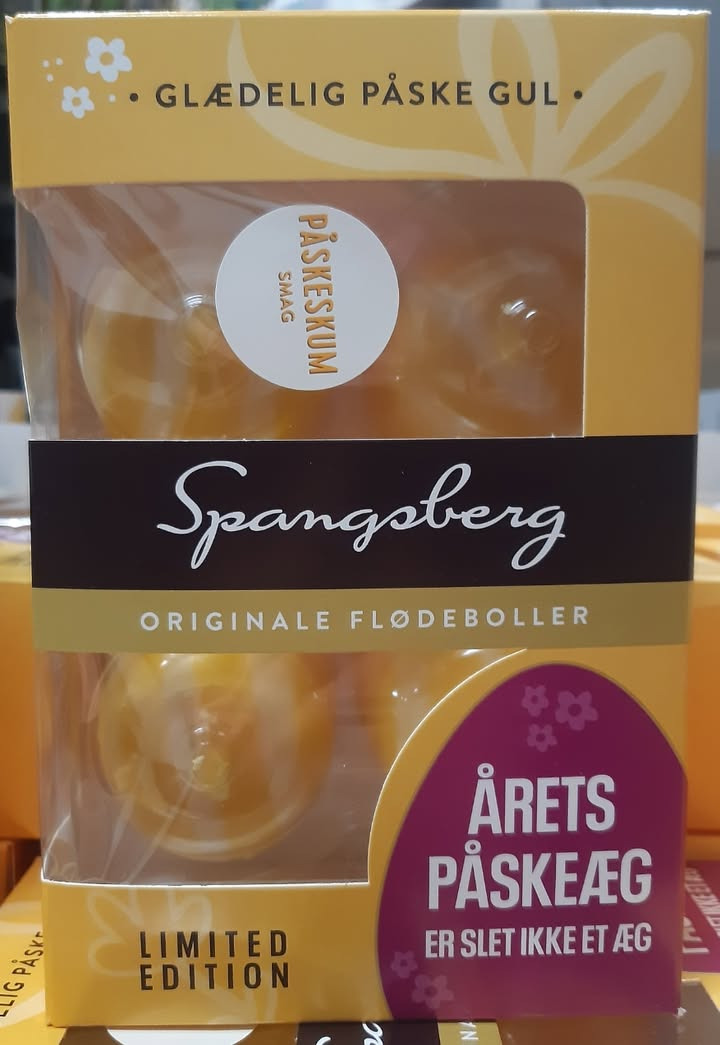 • GLÆDELIG PÅSKE GUL •
PÅSKESKUM
SMAG
Spangsberg
ORIGINALE FLØDEBOLLER
ÅRETS
PÅSKEÆG
ER SLET IKKE ET ÆG
LIMITED
EDITION